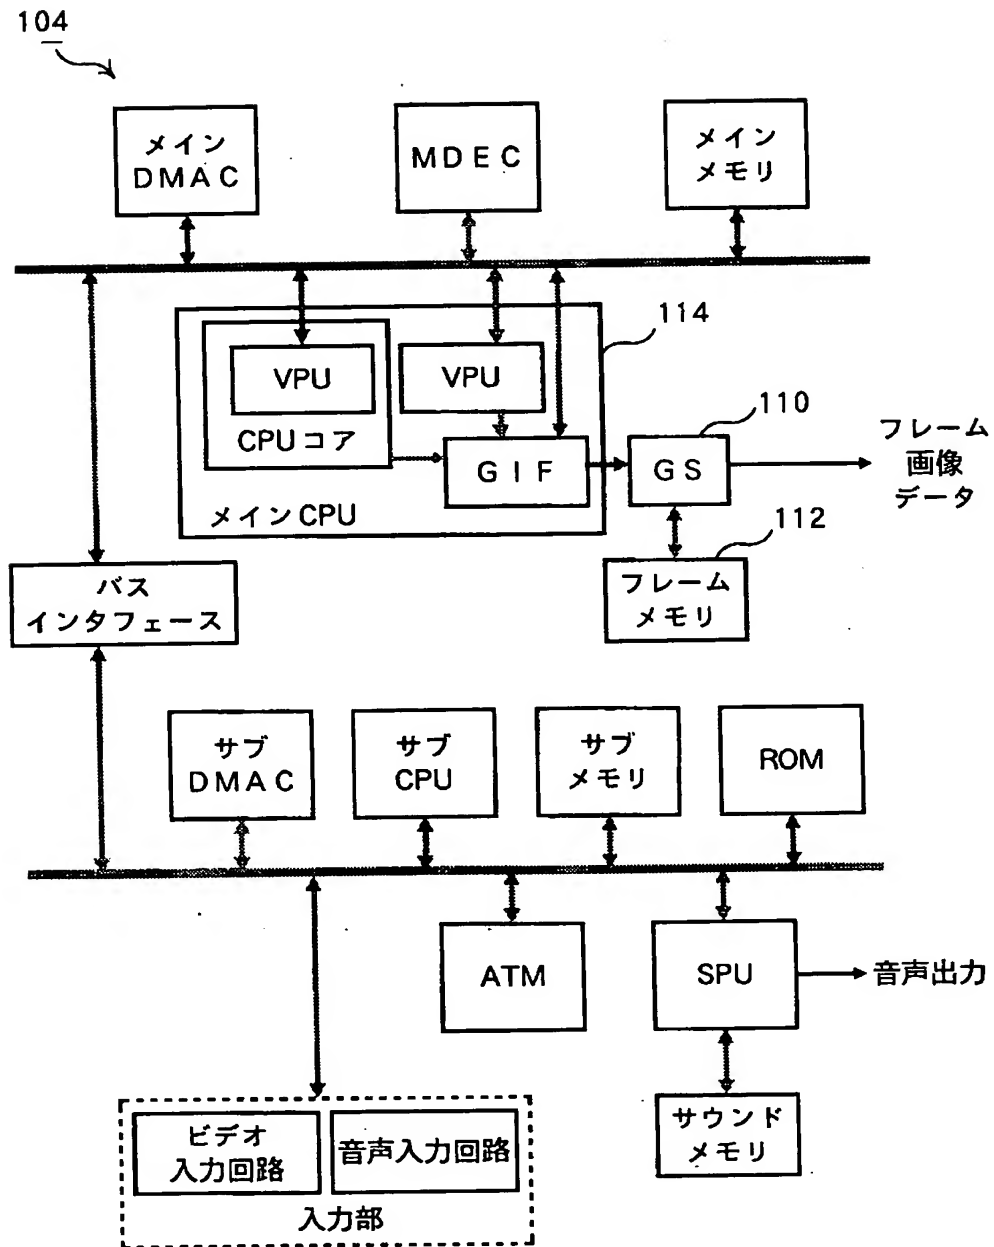 104
メイン
DMAC
MDEC
メイン
メモリ
114
VPU
VPU
CPUコア
GIF
メインCPU
110
GS
フレーム
画像
データ
112
フレーム
メモリ
バス
インタフェース
サブ
DMAC
サブ
CPU
サブ
メモリ
ROM
ATM
SPU
音声出力
サウンド
メモリ
ビデオ
入力回路
音声入力回路
入力部